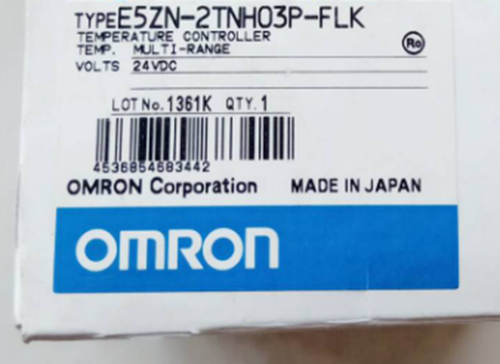 TYPE E5ZN-2TNH03P-FLK
TEMPERATURE CONTROLLER
TEMP. MULTI-RANGE
Ro
VOLTS 24VDC
LOT No. 1361K QTY. 1
4536854683442
OMRON Corporation MADE IN JAPAN
OMRON